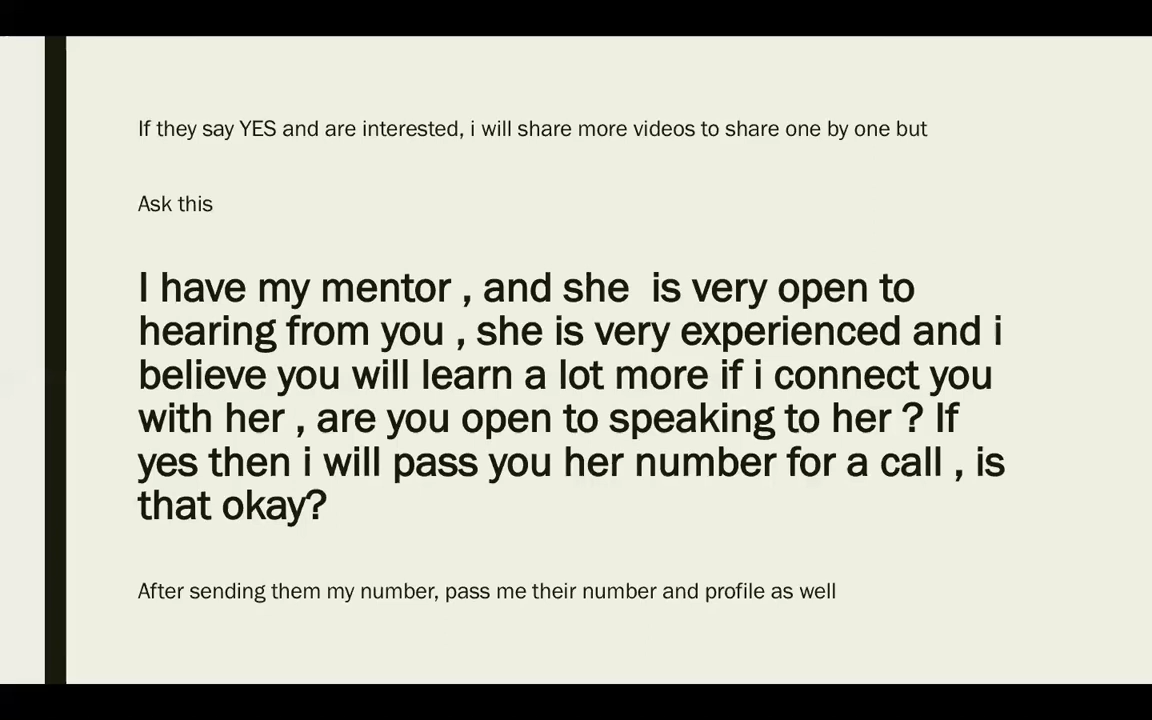 If they say YES and are interested, i will share more videos to share one by one but
Ask this
I have my mentor , and she  is very open to
hearing from you , she is very experienced and i
believe you will learn a lot more if i connect you
with her , are you open to speaking to her ? If
yes then i will pass you her number for a call , is
that okay?
After sending them my number, pass me their number and profile as well